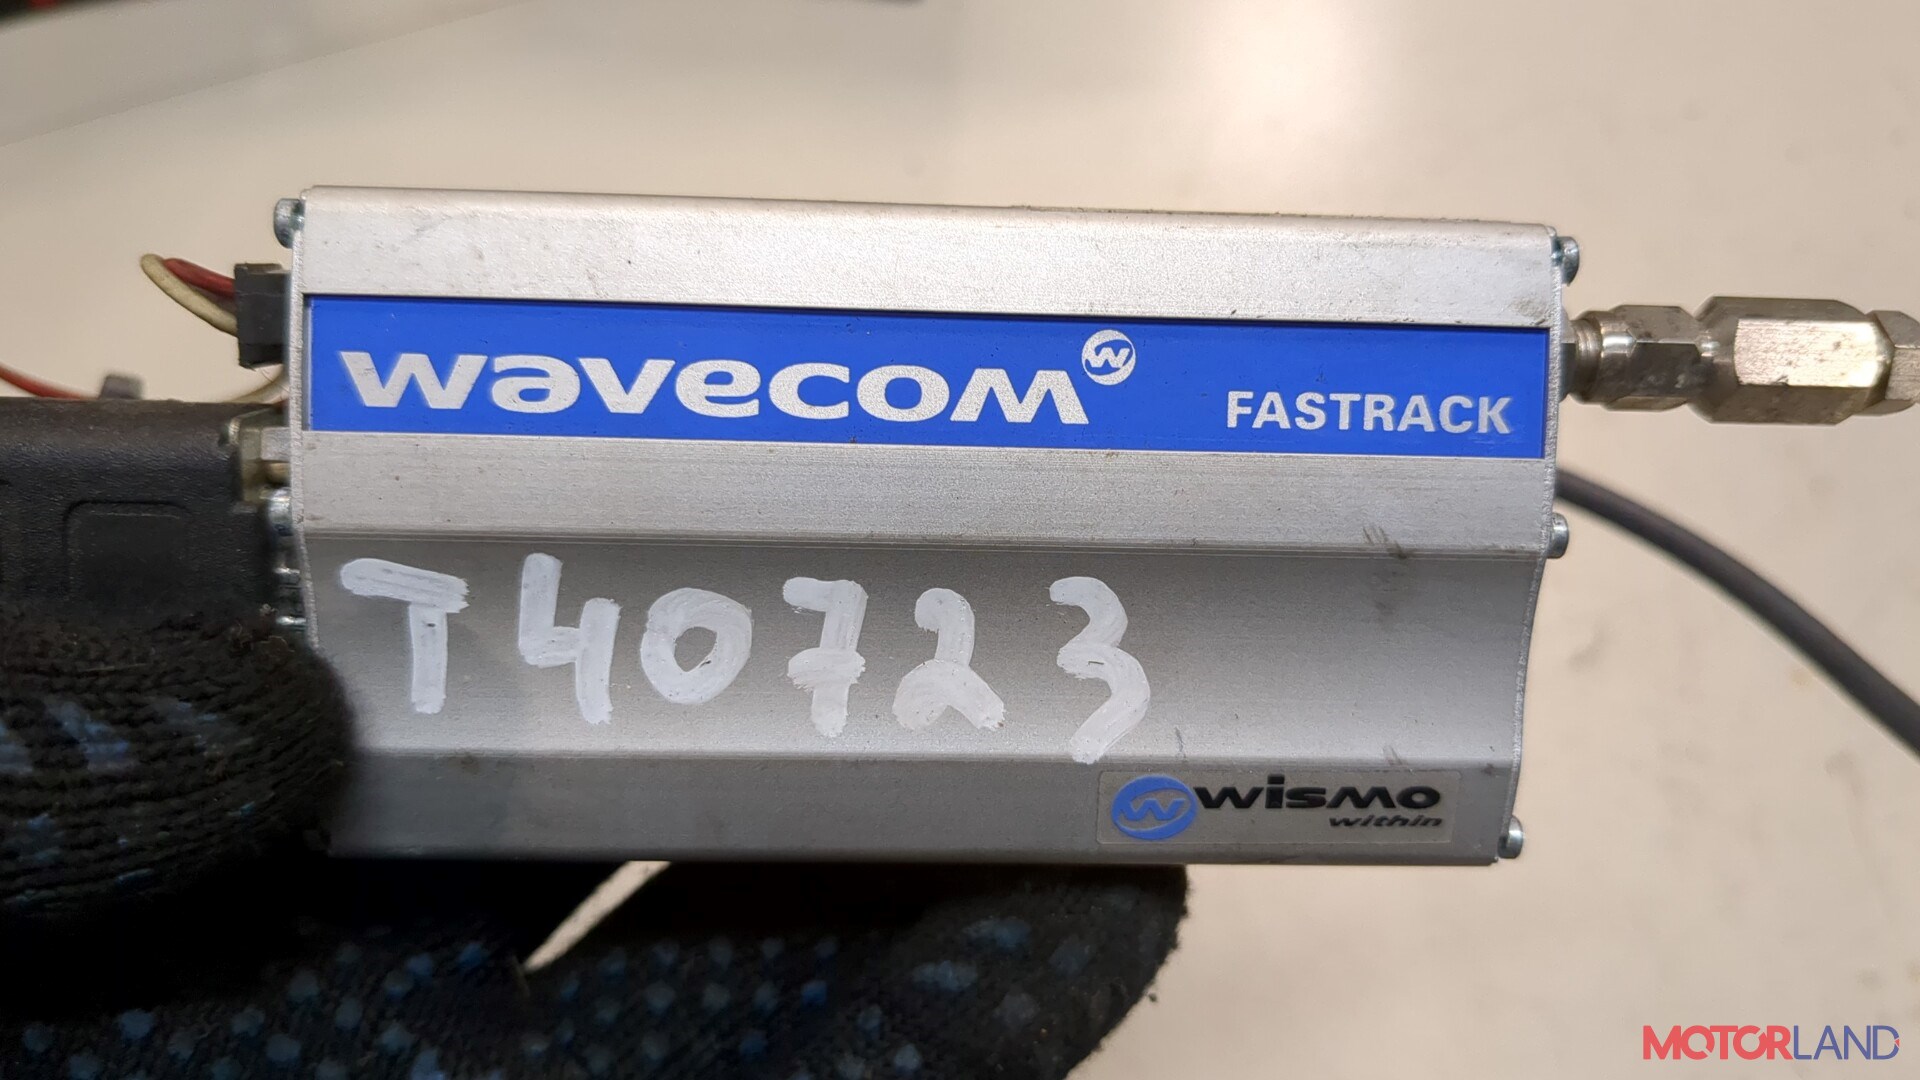 wavecom W
FASTRACK
T40723
W wismo
within
MOTORLAND